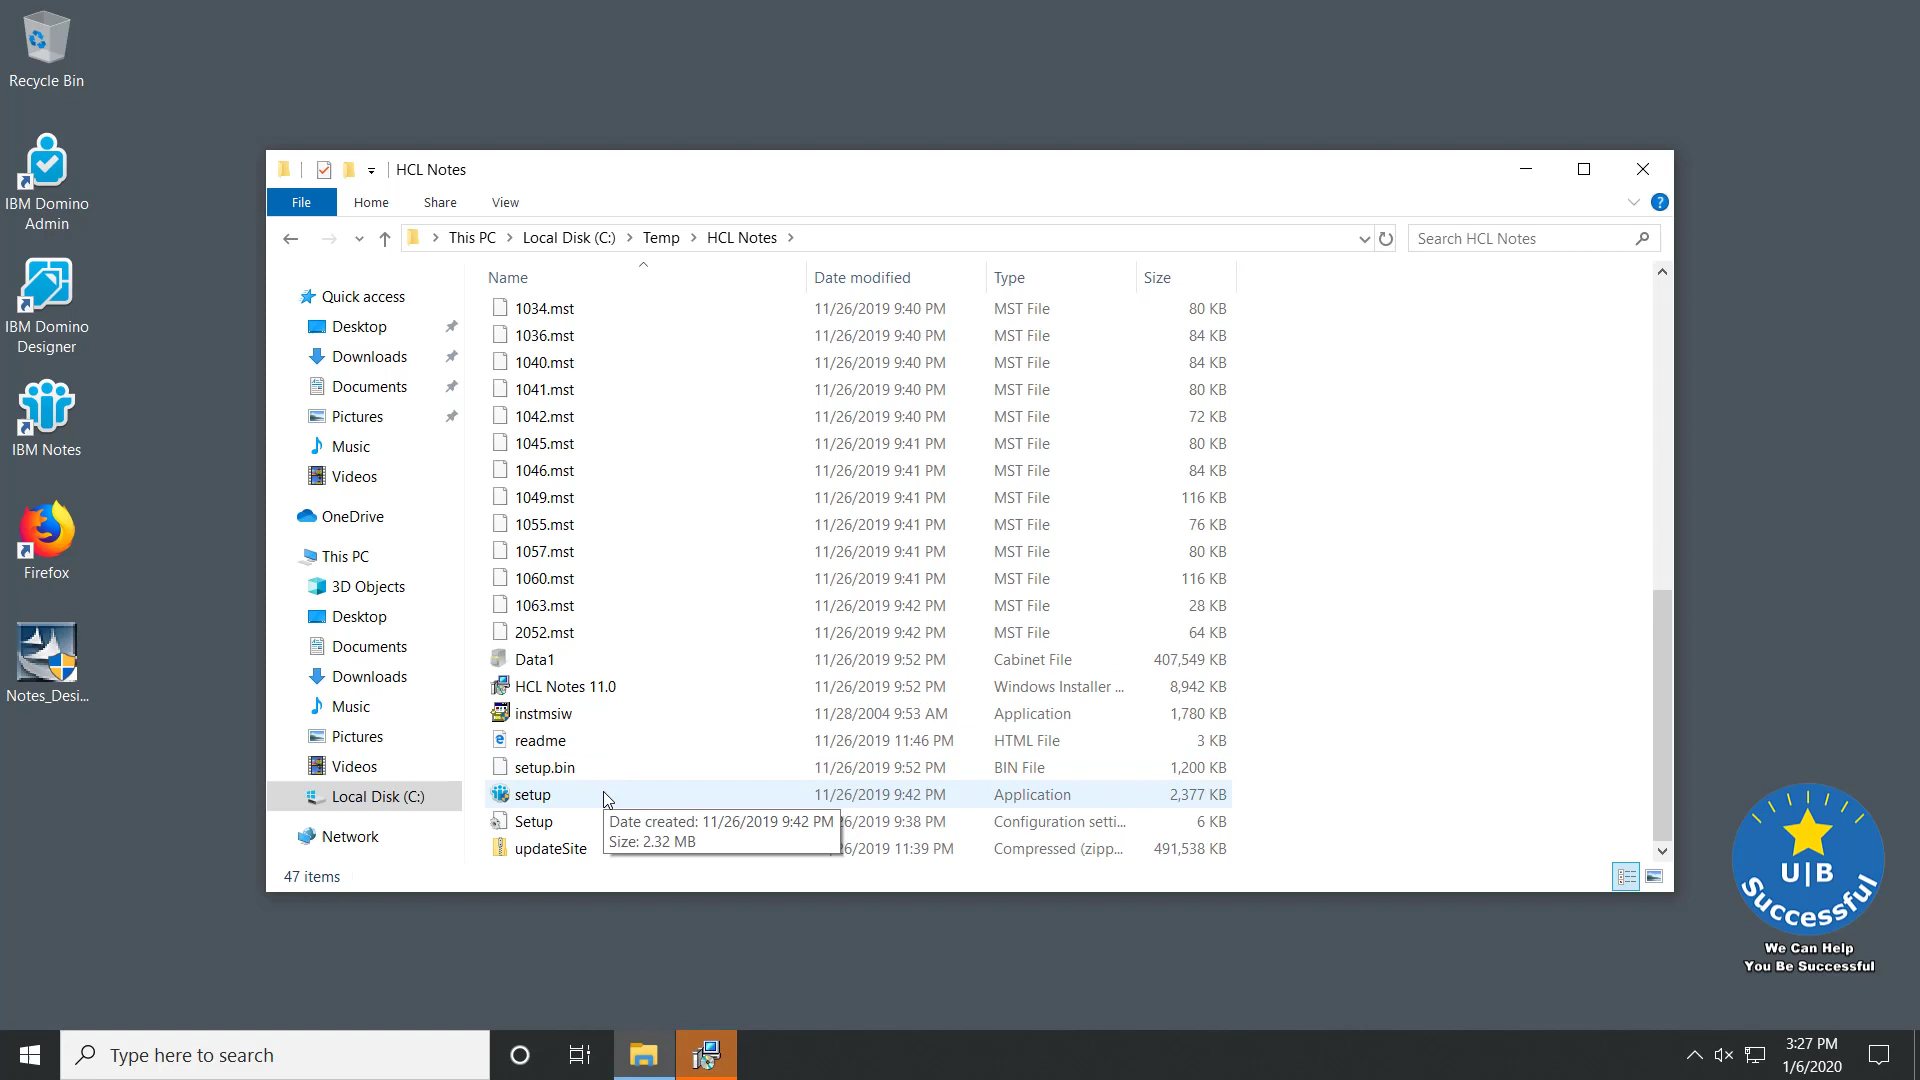 Recycle Bin
IBM Domino
Admin
IBM Domino
Designer
IBM Notes
Firefox
Notes_Desi...
HCL Notes
File Home Share View
This PC Local Disk (C:) Temp HCL Notes
Search HCL Notes
Quick access
Desktop
Downloads
Documents
Pictures
Music
Videos
OneDrive
This PC
3D Objects
Desktop
Documents
Downloads
Music
Pictures
Videos
Local Disk (C:)
Network
Name Date modified Type Size
1034.mst 11/26/2019 9:40 PM MST File 80 KB
1036.mst 11/26/2019 9:40 PM MST File 84 KB
1040.mst 11/26/2019 9:40 PM MST File 84 KB
1041.mst 11/26/2019 9:40 PM MST File 80 KB
1042.mst 11/26/2019 9:40 PM MST File 72 KB
1045.mst 11/26/2019 9:41 PM MST File 80 KB
1046.mst 11/26/2019 9:41 PM MST File 84 KB
1049.mst 11/26/2019 9:41 PM MST File 116 KB
1055.mst 11/26/2019 9:41 PM MST File 76 KB
1057.mst 11/26/2019 9:41 PM MST File 80 KB
1060.mst 11/26/2019 9:41 PM MST File 116 KB
1063.mst 11/26/2019 9:42 PM MST File 28 KB
2052.mst 11/26/2019 9:42 PM MST File 64 KB
Data1 11/26/2019 9:52 PM Cabinet File 407,549 KB
HCL Notes 11.0 11/26/2019 9:52 PM Windows Installer ... 8,942 KB
instmsiw 11/28/2004 9:53 AM Application 1,780 KB
readme 11/26/2019 11:46 PM HTML File 3 KB
setup.bin 11/26/2019 9:52 PM BIN File 1,200 KB
setup 11/26/2019 9:42 PM Application 2,377 KB
Setup 6/2019 9:38 PM Configuration setti... 6 KB
updateSite 26/2019 11:39 PM Compressed (zipp... 491,538 KB
Date created: 11/26/2019 9:42 PM
Size: 2.32 MB
47 items
U|B
Successful
We Can Help
You Be Successful
Type here to search
3:27 PM
1/6/2020